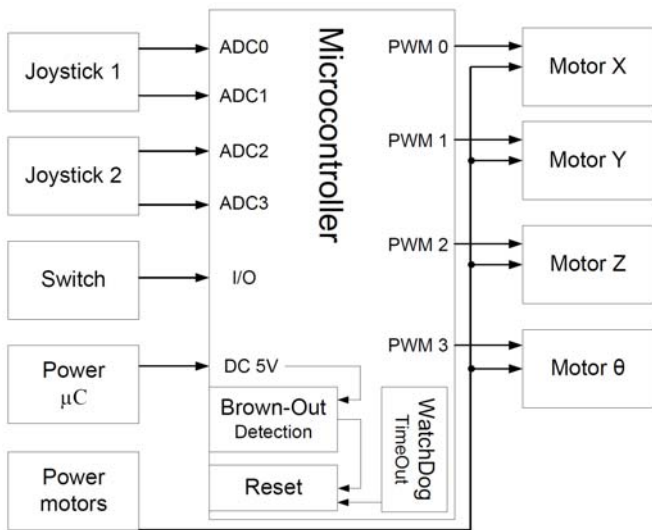 Joystick 1
Joystick 2
Switch
Power
µC
Power
motors
Microcontroller
ADC0
ADC1
ADC2
ADC3
I/O
DC 5V
Brown-Out
Detection
Reset
WatchDog
TimeOut
PWM 0
PWM 1
PWM 2
PWM 3
Motor X
Motor Y
Motor Z
Motor θ